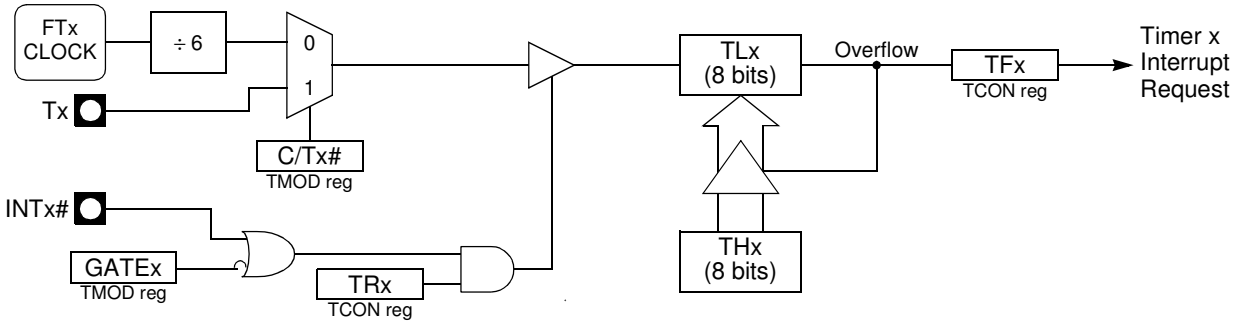 FTx
CLOCK
÷ 6
0
1
Tx
C/Tx#
TMOD reg
INTx#
GATEx
TMOD reg
TRx
TCON reg
TLx
(8 bits)
THx
(8 bits)
Overflow
TFx
TCON reg
Timer x
Interrupt
Request